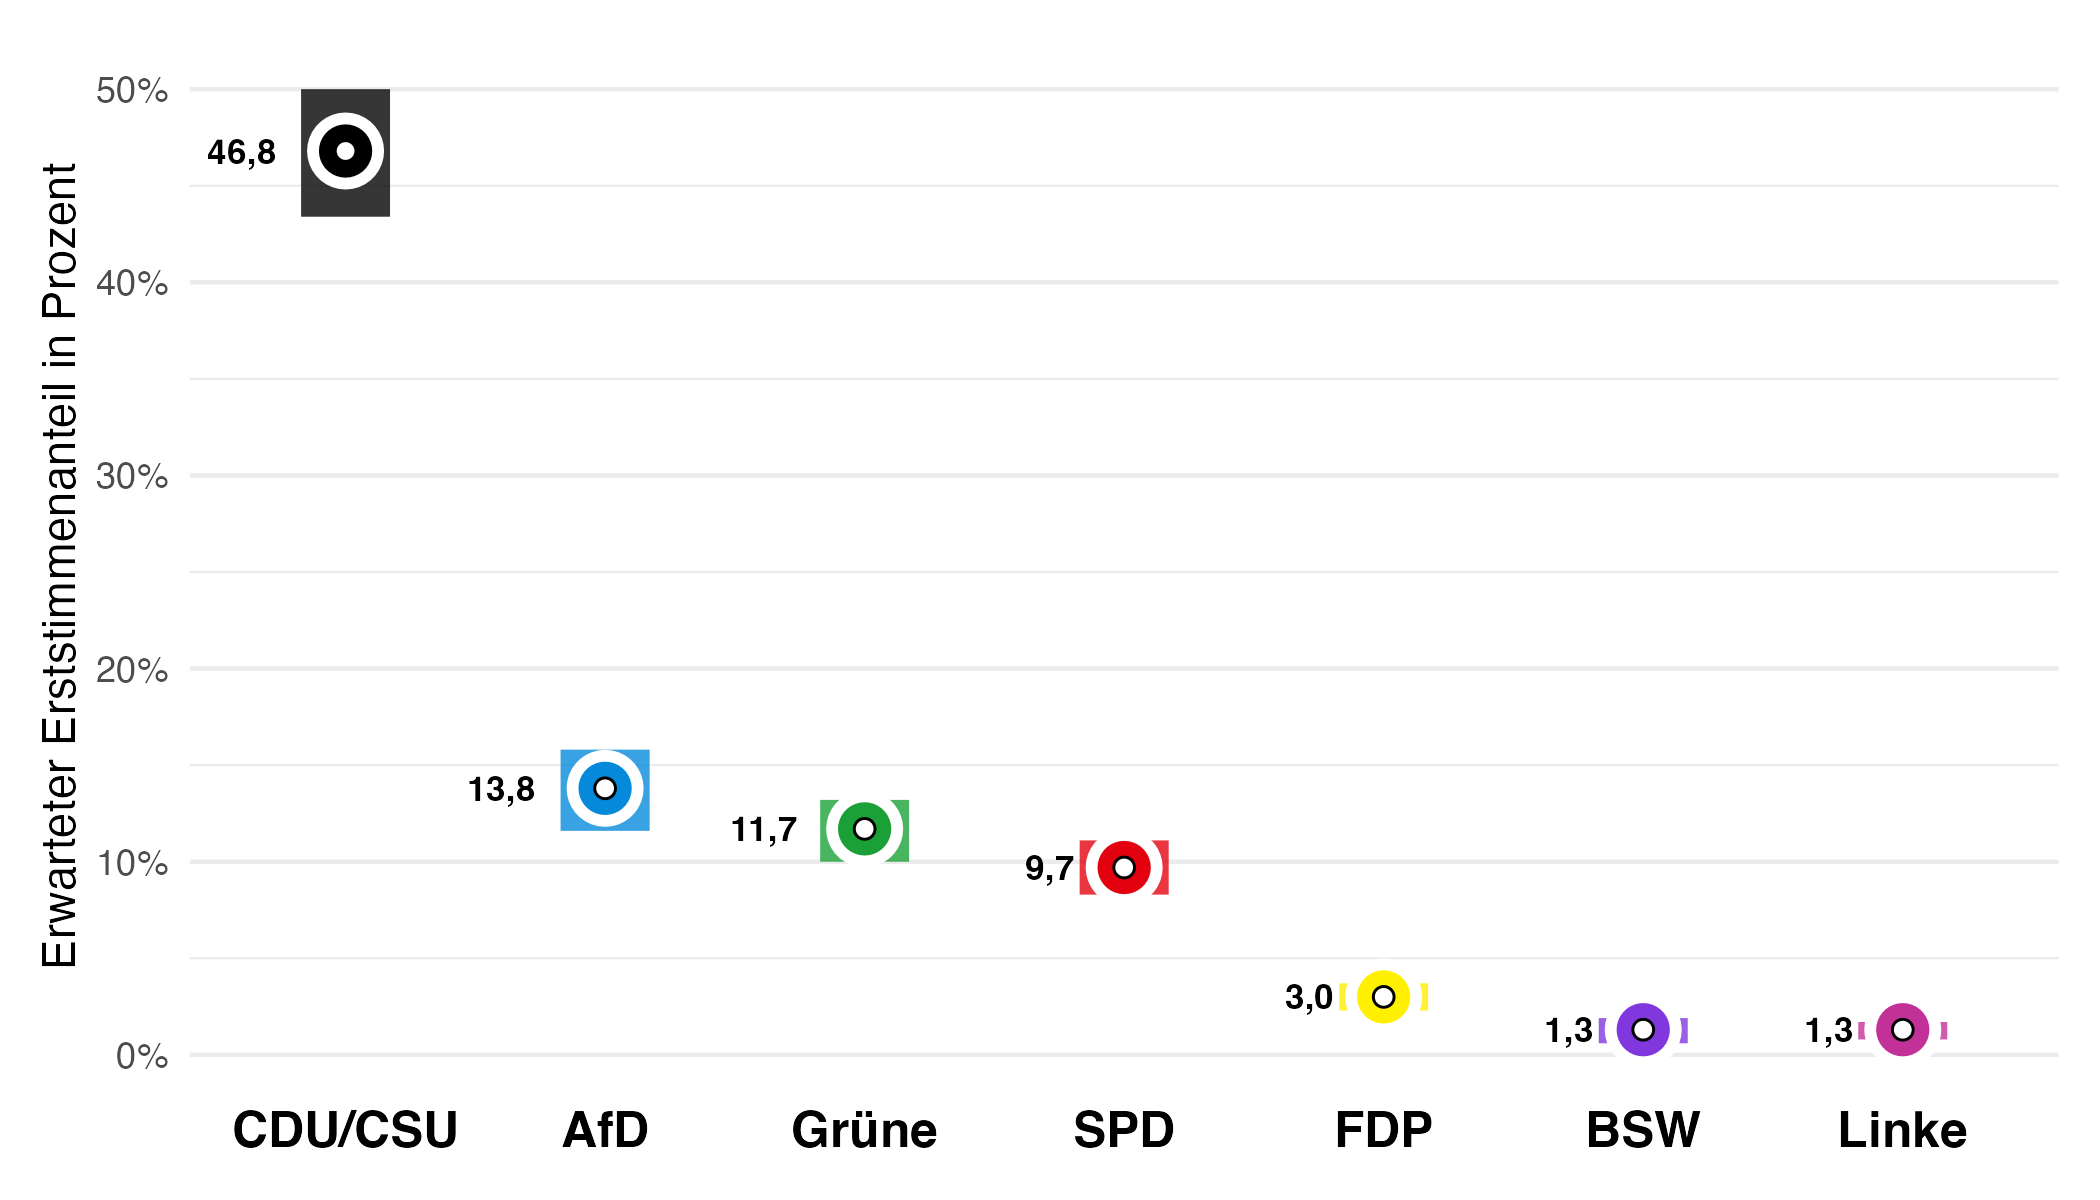 Erwarteter Erststimmenanteil in Prozent
50%
40%
30%
20%
10%
0%
46,8
13,8
11,7
9,7
3,0
1,3
1,3
CDU/CSU
AfD
Grüne
SPD
FDP
BSW
Linke